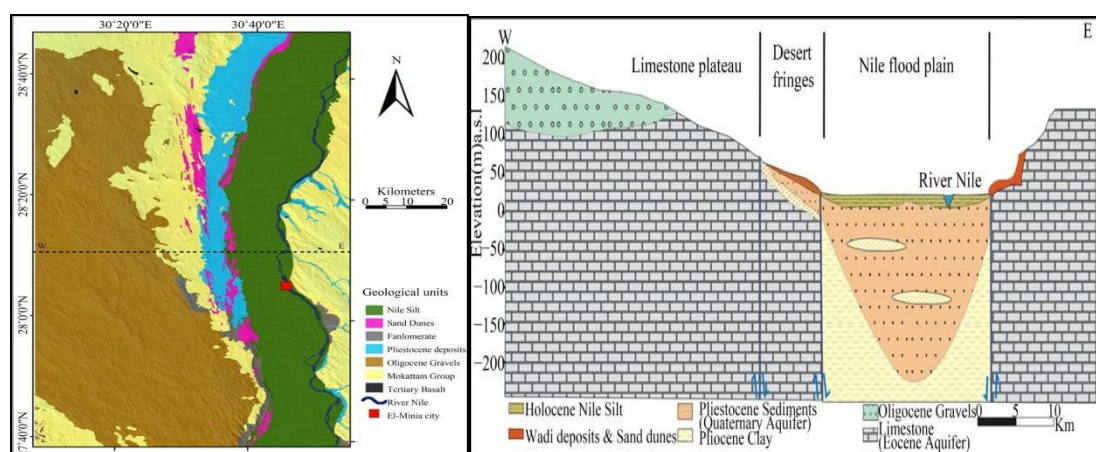 30°20'0"E
30°40'0"E
28°40'0"N
28°20'0"N
28°0'0"N
27°40'0"N
N
Kilometers
0 5 10 20
W
E
Geological units
Nile Silt
Sand Dunes
Fanlomerate
Pliestocene deposits
Oligocene Gravels
Mokattam Group
Tertiary Basalt
River Nile
El-Minia city
W
E
Limestone plateau
Desert
fringes
Nile flood plain
River Nile
Elevation(m)a.s.l
200
150
100
50
0
−50
−100
−150
−200
Holocene Nile Silt
Wadi deposits & Sand dunes
Pliestocene Sediments
(Quaternary Aquifer)
Pliocene Clay
Oligocene Gravels
Limestone
(Eocene Aquifer)
0 5 10
Km